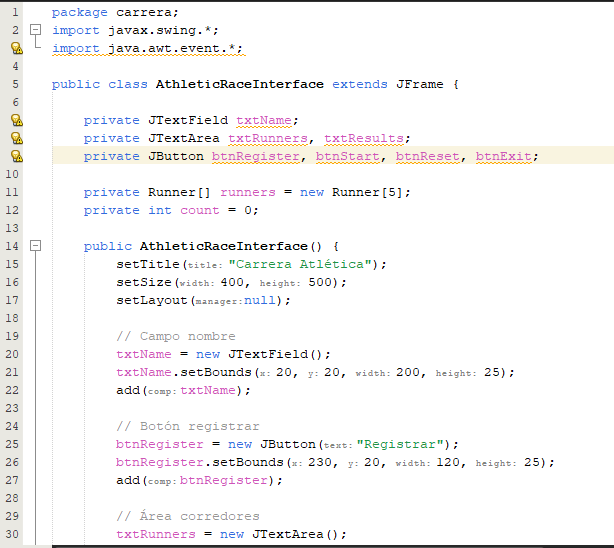 1 package carrera;
2 import javax.swing.*;
import java.awt.event.*;
4
5 public class AthleticRaceInterface extends JFrame {
6
private JTextField txtName;
private JTextArea txtRunners, txtResults;
private JButton btnRegister, btnStart, btnReset, btnExit;
10
11 private Runner[] runners = new Runner[5];
12 private int count = 0;
13
14 public AthleticRaceInterface() {
15 setTitle(title: "Carrera Atlética");
16 setSize(width: 400, height: 500);
17 setLayout(manager:null);
18
19 // Campo nombre
20 txtName = new JTextField();
21 txtName.setBounds(x: 20, y: 20, width: 200, height: 25);
22 add(comp:txtName);
23
24 // Botón registrar
25 btnRegister = new JButton(text: "Registrar");
26 btnRegister.setBounds(x: 230, y: 20, width: 120, height: 25);
27 add(comp:btnRegister);
28
29 // Área corredores
30 txtRunners = new JTextArea();